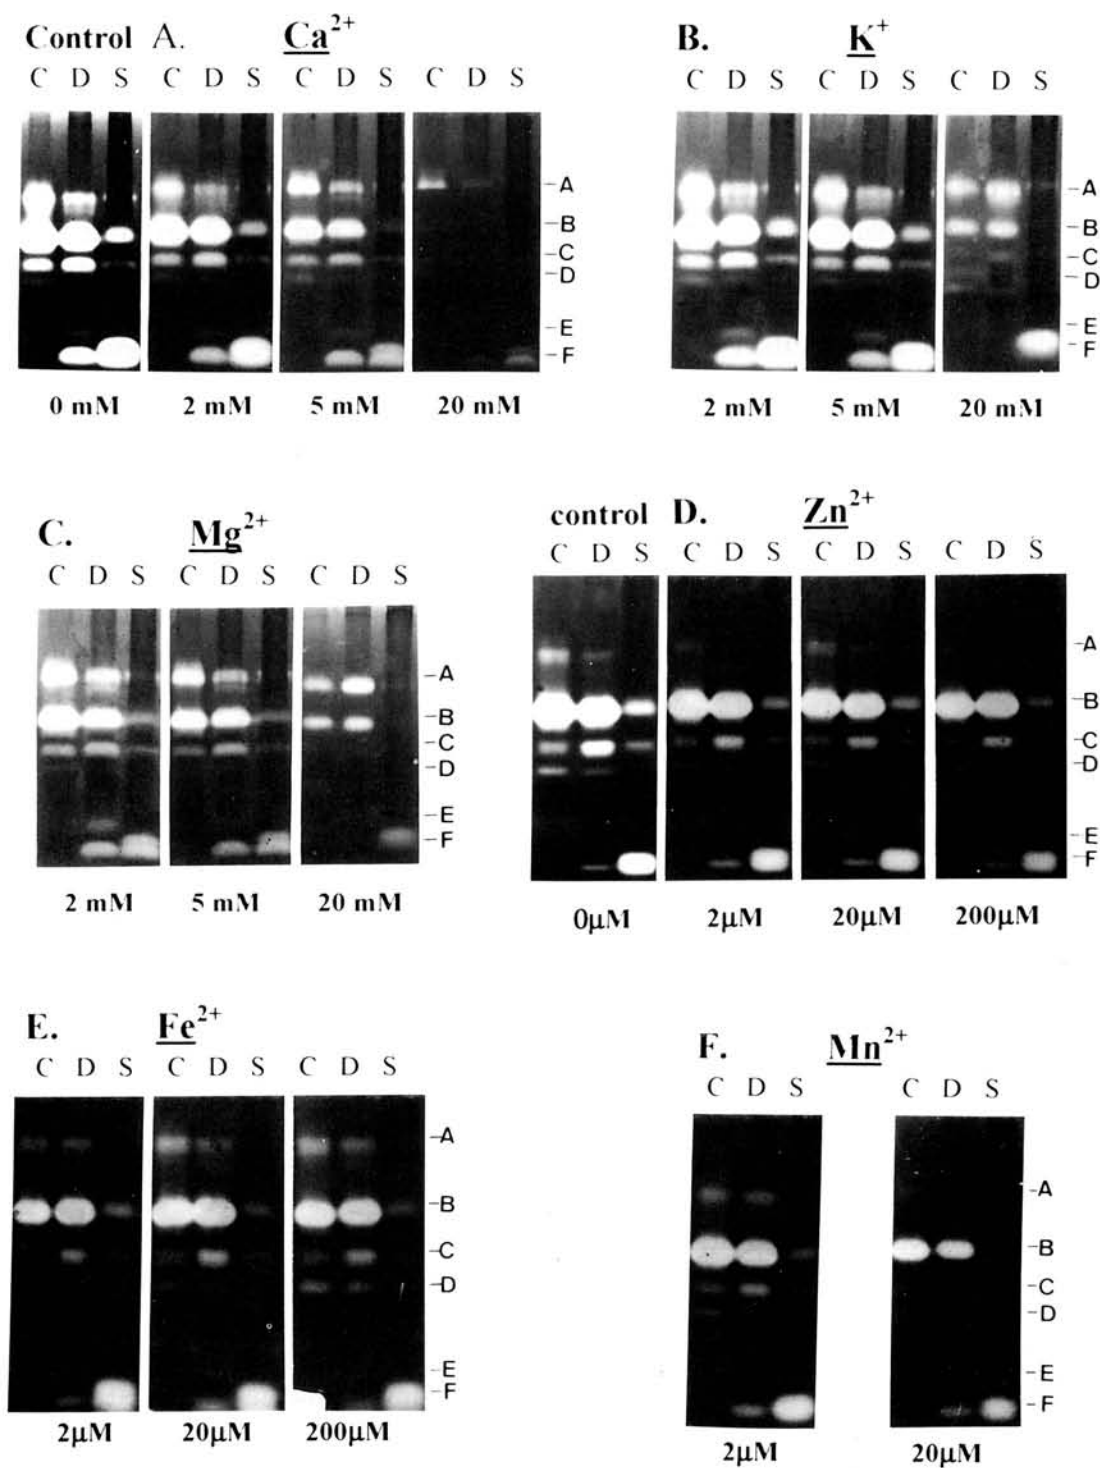 Control A. Ca²⁺
C D S C D S C D S C D S
-A
-B
-C
-D
-E
-F
0 mM 2 mM 5 mM 20 mM
B. K⁺
C D S C D S C D S
-A
-B
-C
-D
-E
-F
2 mM 5 mM 20 mM
C. Mg²⁺
C D S C D S C D S
-A
-B
-C
-D
-E
-F
2 mM 5 mM 20 mM
control D. Zn²⁺
C D S C D S C D S C D S
-A
-B
-C
-D
-E
-F
0µM 2µM 20µM 200µM
E. Fe²⁺
C D S C D S C D S
-A
-B
-C
-D
-E
-F
2µM 20µM 200µM
F. Mn²⁺
C D S C D S
-A
-B
-C
-D
-E
-F
2µM 20µM